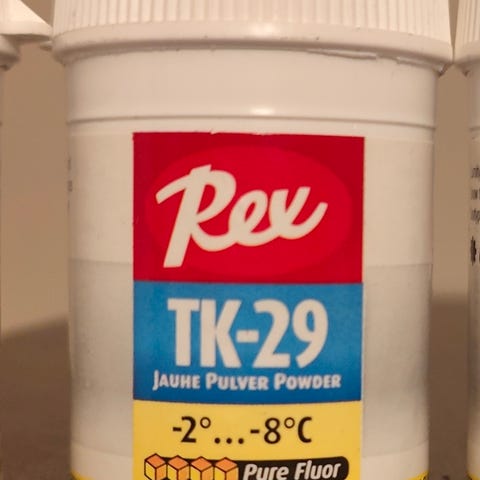 Rex
TK-29
JAUHE PULVER POWDER
-2°...-8°C
Pure Fluor